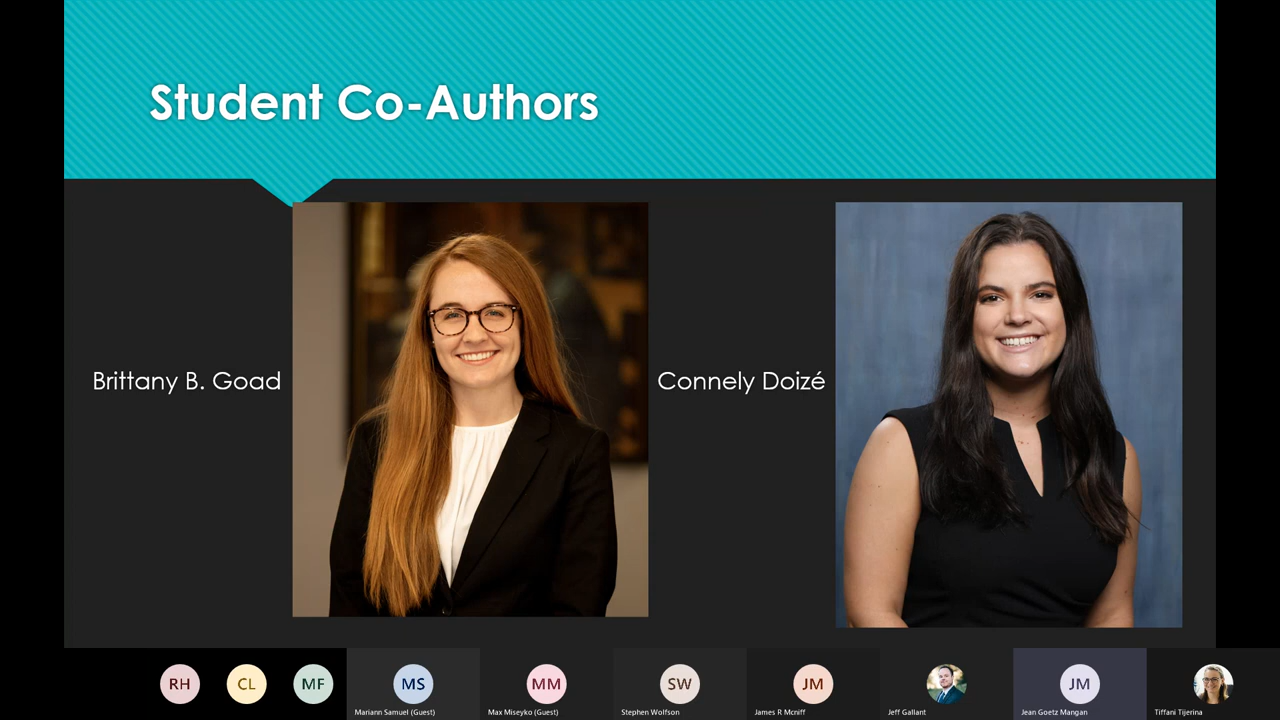 Student Co-Authors
Brittany B. Goad
Connely Doizé
RH
CL
MF
MS
MM
SW
JM
JM
Mariann Samuel (Guest)
Max Miseyko (Guest)
Stephen Wolfson
James R Mcniff
Jeff Gallant
Jean Goetz Mangan
Tiffani Tijerina